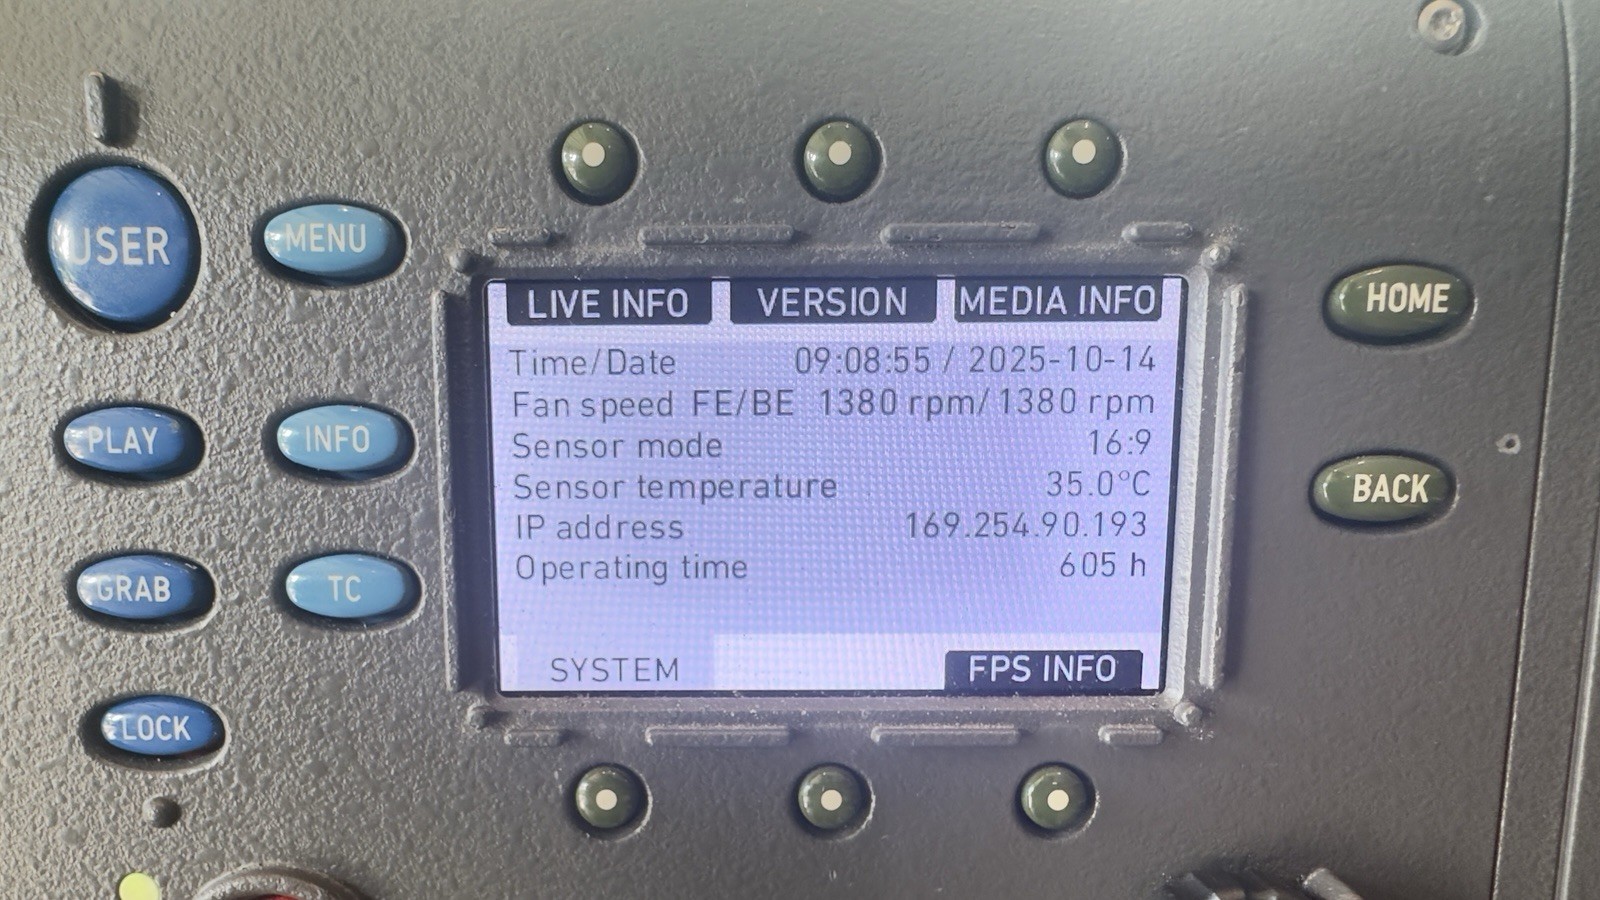 USER
MENU
PLAY
INFO
GRAB
TC
LOCK
LIVE INFO VERSION MEDIA INFO
Time/Date 09:08:55 / 2025-10-14
Fan speed FE/BE 1380 rpm/1380 rpm
Sensor mode 16:9
Sensor temperature 35.0°C
IP address 169.254.90.193
Operating time 605 h
SYSTEM FPS INFO
HOME
BACK